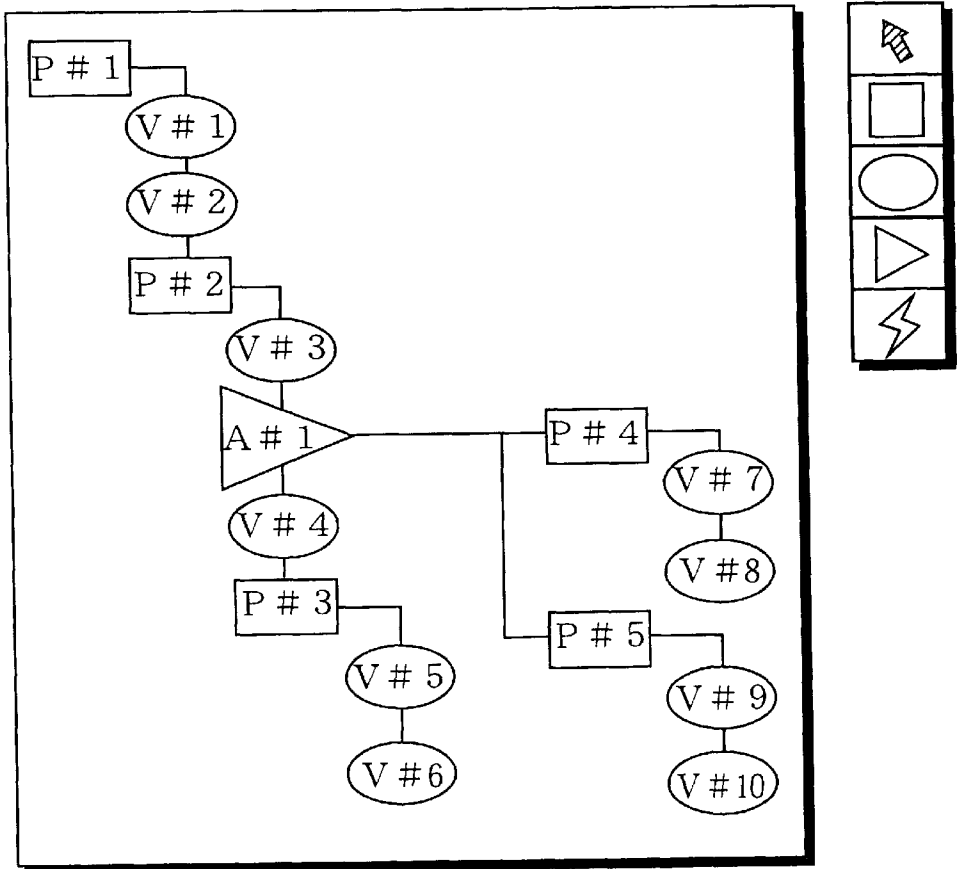 P # 1
V # 1
V # 2
P # 2
V # 3
A # 1
P # 4
V # 7
V # 4
V #8
P # 3
P # 5
V # 5
V # 9
V #6
V #10